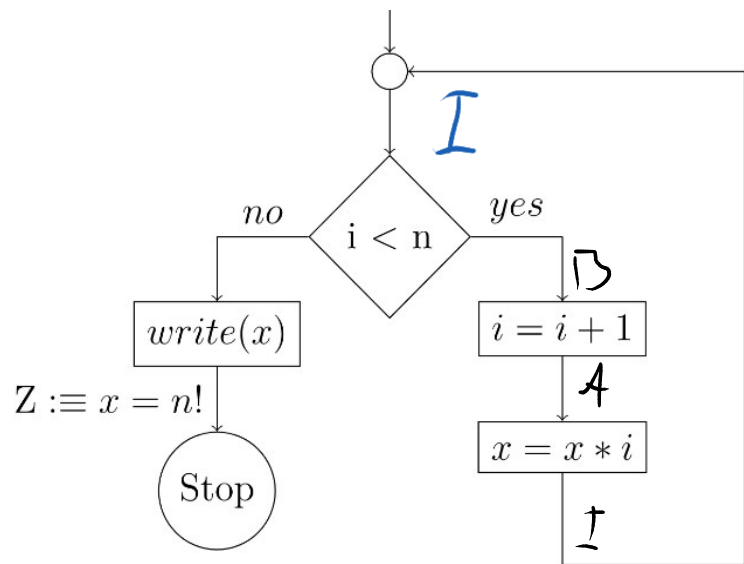 I
no
yes
i < n
B
write(x)
i = i + 1
Z :≡ x = n!
A
x = x ∗ i
Stop
I